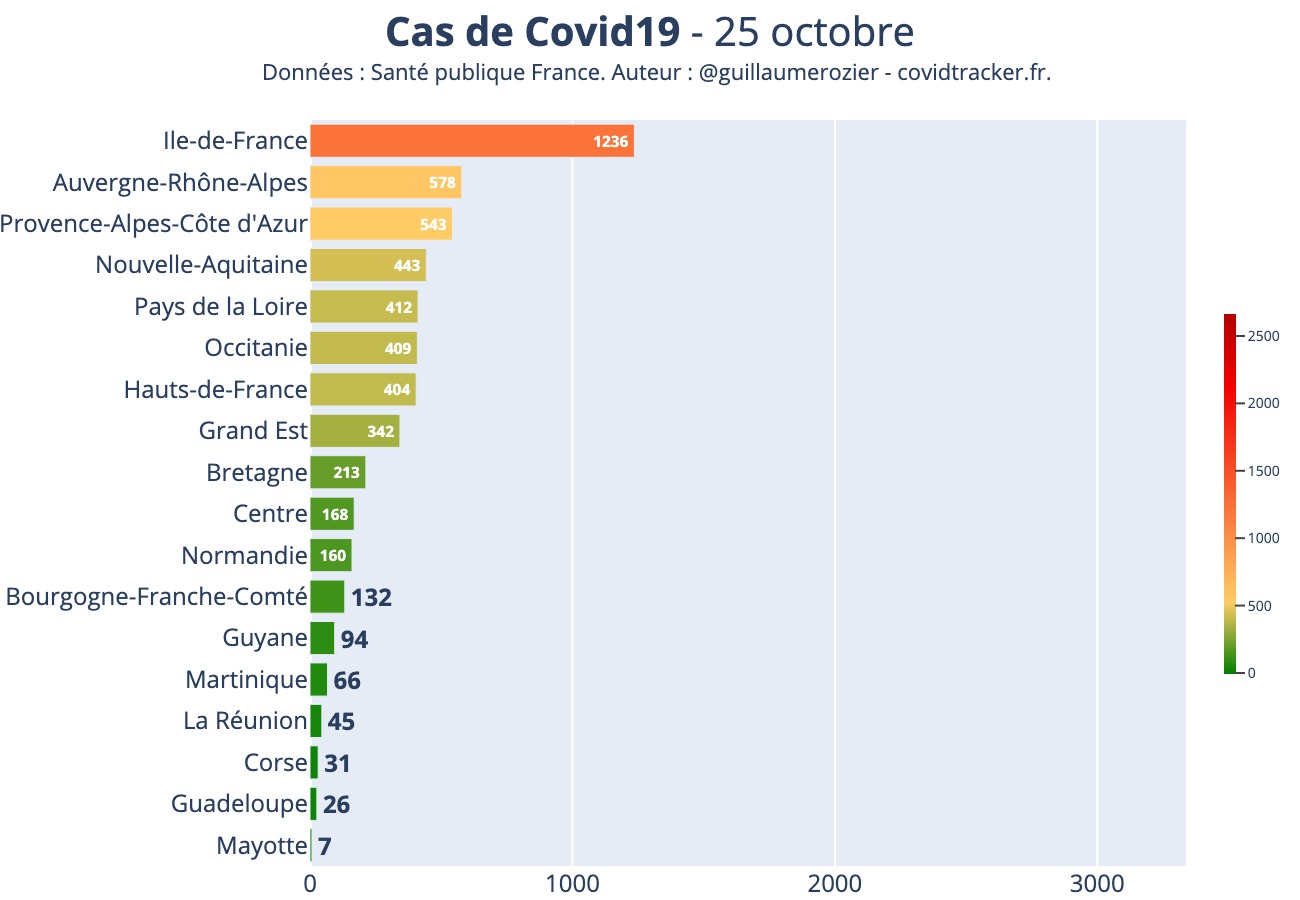 Cas de Covid19 - 25 octobre
Données : Santé publique France. Auteur : @guillaumerozier - covidtracker.fr.
Ile-de-France 1236
Auvergne-Rhône-Alpes 578
Provence-Alpes-Côte d'Azur 543
Nouvelle-Aquitaine 443
Pays de la Loire 412
Occitanie 409
Hauts-de-France 404
Grand Est 342
Bretagne 213
Centre 168
Normandie 160
Bourgogne-Franche-Comté 132
Guyane 94
Martinique 66
La Réunion 45
Corse 31
Guadeloupe 26
Mayotte 7
0 1000 2000 3000
2500
2000
1500
1000
500
0